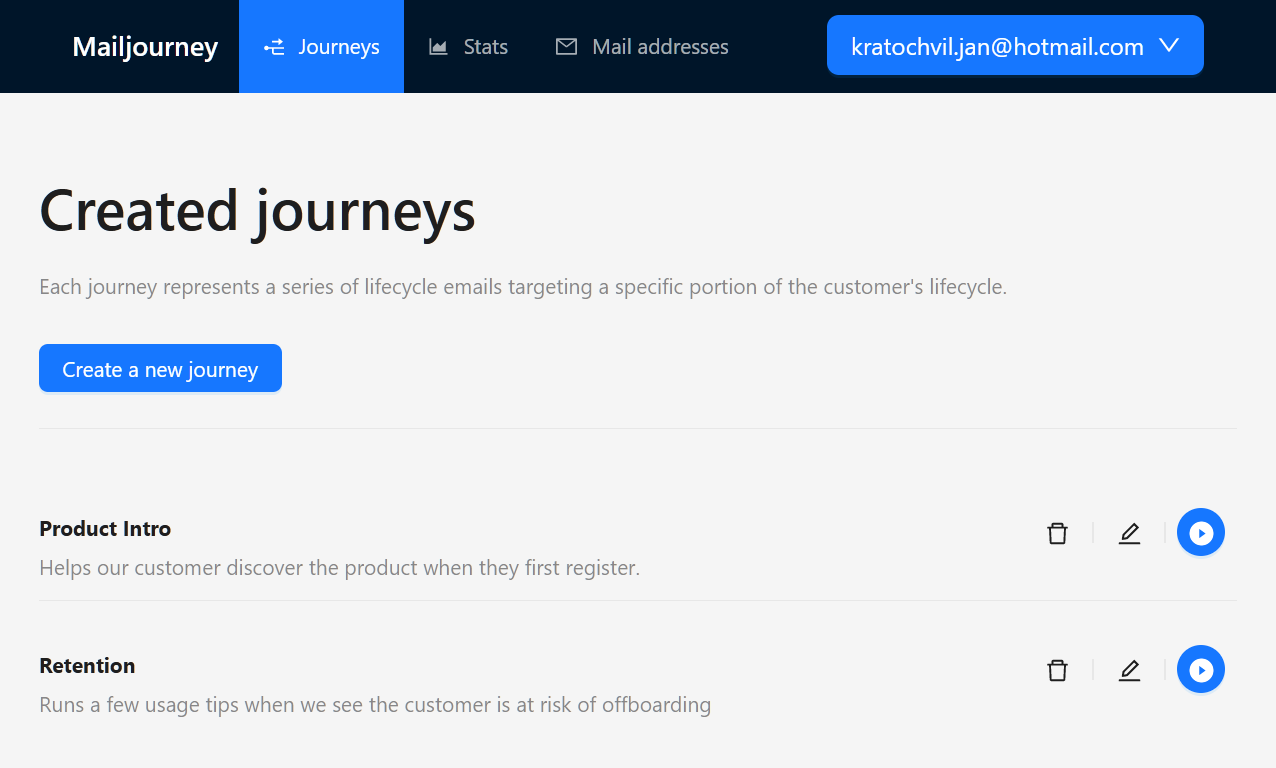 Mailjourney
Journeys
Stats
Mail addresses
kratochvil.jan@hotmail.com
Created journeys
Each journey represents a series of lifecycle emails targeting a specific portion of the customer's lifecycle.
Create a new journey
Product Intro
Helps our customer discover the product when they first register.
Retention
Runs a few usage tips when we see the customer is at risk of offboarding